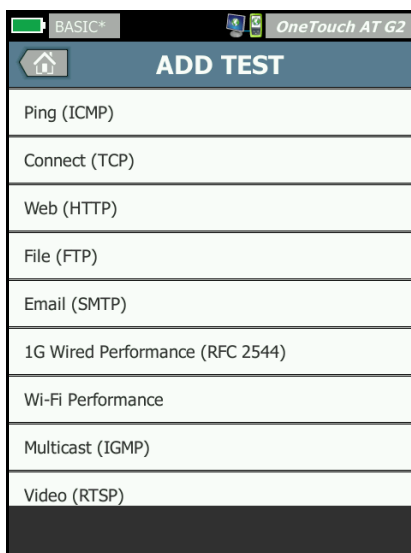 BASIC*
OneTouch AT G2
ADD TEST
Ping (ICMP)
Connect (TCP)
Web (HTTP)
File (FTP)
Email (SMTP)
1G Wired Performance (RFC 2544)
Wi-Fi Performance
Multicast (IGMP)
Video (RTSP)